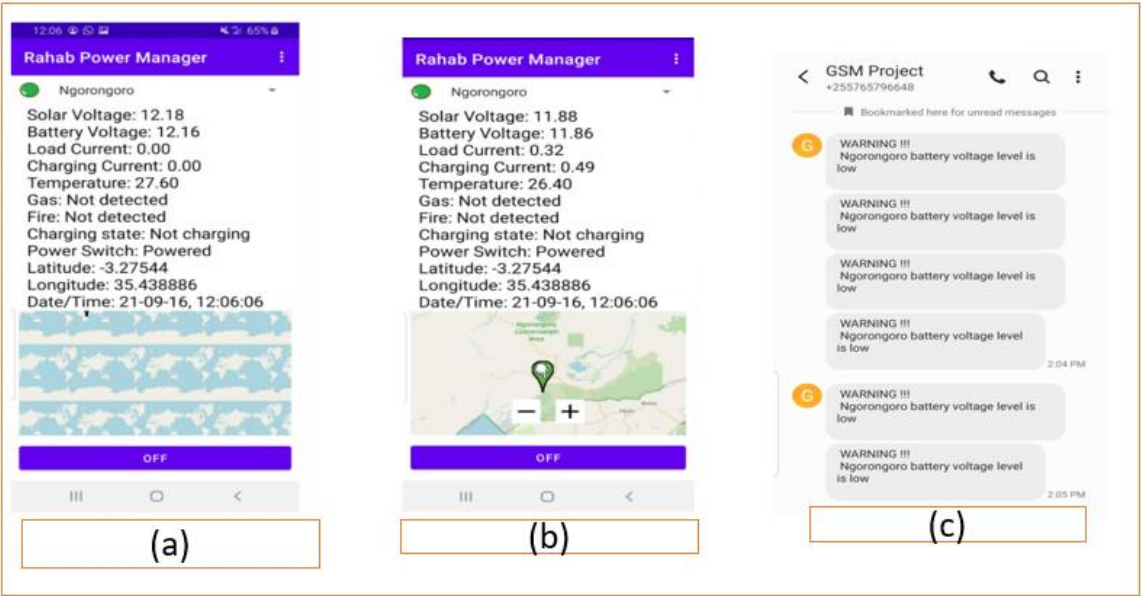 12:06
65%
Rahab Power Manager
Ngorongoro
Solar Voltage: 12.18
Battery Voltage: 12.16
Load Current: 0.00
Charging Current: 0.00
Temperature: 27.60
Gas: Not detected
Fire: Not detected
Charging state: Not charging
Power Switch: Powered
Latitude: -3.27544
Longitude: 35.438886
Date/Time: 21-09-16, 12:06:06
OFF
(a)
Rahab Power Manager
Ngorongoro
Solar Voltage: 11.88
Battery Voltage: 11.86
Load Current: 0.32
Charging Current: 0.49
Temperature: 26.40
Gas: Not detected
Fire: Not detected
Charging state: Not charging
Power Switch: Powered
Latitude: -3.27544
Longitude: 35.438886
Date/Time: 21-09-16, 12:06:06
OFF
(b)
GSM Project
+255765796648
Bookmarked here for unread messages
G
WARNING !!!
Ngorongoro battery voltage level is
low
WARNING !!!
Ngorongoro battery voltage level is
low
WARNING !!!
Ngorongoro battery voltage level is
low
WARNING !!!
Ngorongoro battery voltage level
is low
2:04 PM
G
WARNING !!!
Ngorongoro battery voltage level is
low
WARNING !!!
Ngorongoro battery voltage level
is low
2:05 PM
(c)